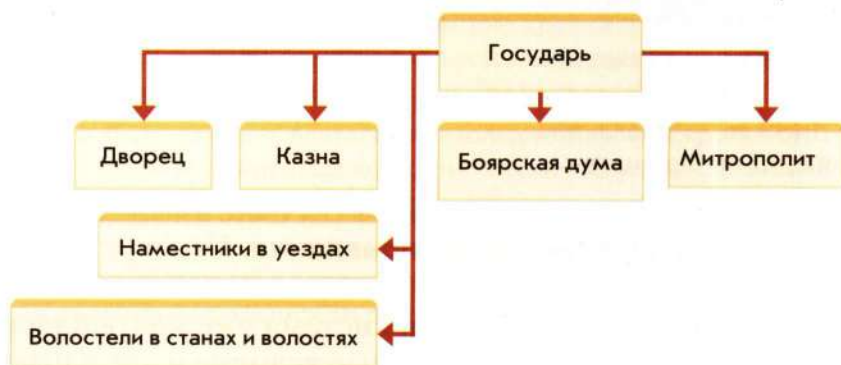 Государь
Дворец
Казна
Боярская дума
Митрополит
Наместники в уездах
Волостели в станах и волостях